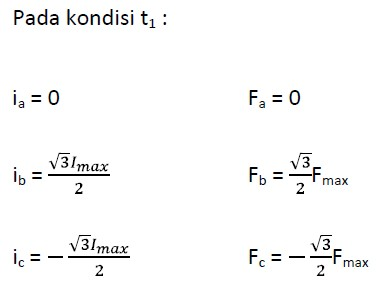 Pada kondisi t₁ :
iₐ = 0 Fₐ = 0
i_b = √3I_max/2 F_b = √3/2 F_max
i_c = − √3I_max/2 F_c = − √3/2 F_max